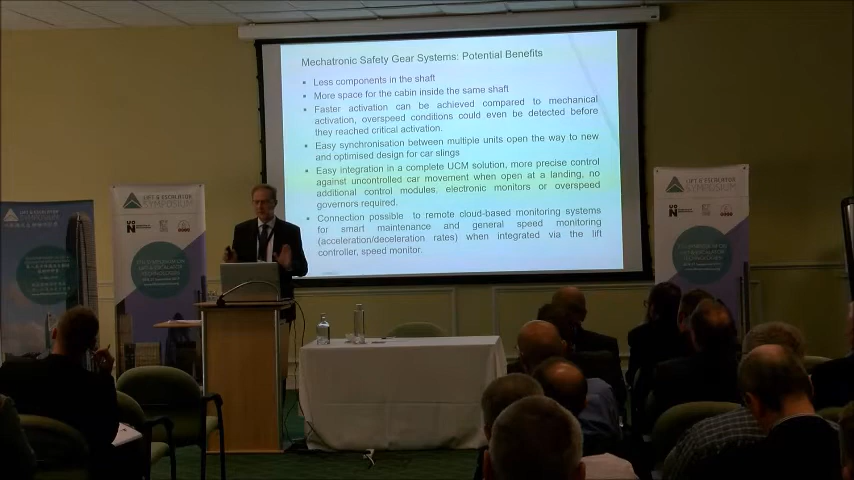 Mechatronic Safety Gear Systems: Potential Benefits
• Less components in the shaft
• More space for the cabin inside the same shaft
• Faster activation can be achieved compared to mechanical
activation, overspeed conditions could even be detected before
they reached critical activation.
• Easy synchronisation between multiple units open the way to new
and optimised design for car slings
• Easy integration in a complete UCM solution, more precise control
against uncontrolled car movement when open at a landing, no
additional control modules, electronic monitors or overspeed
governors required.
• Connection possible to remote cloud-based monitoring systems
for smart maintenance and general speed monitoring
(acceleration/deceleration rates) when integrated via the lift
controller, speed monitor.
LIFT & ESCALATOR
SYMPOSIUM
LIFT & ESCALATOR
SYMPOSIUM